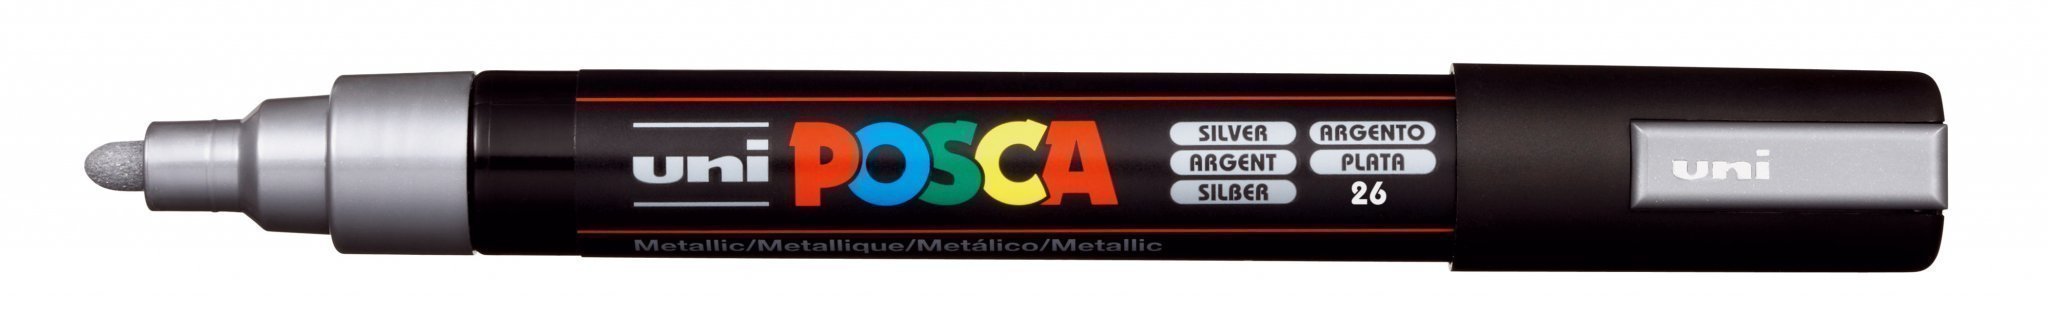 uni POSCA
SILVER ARGENTO
ARGENT PLATA
SILBER 26
Metallic/Metallique/Metálico/Metallic
uni